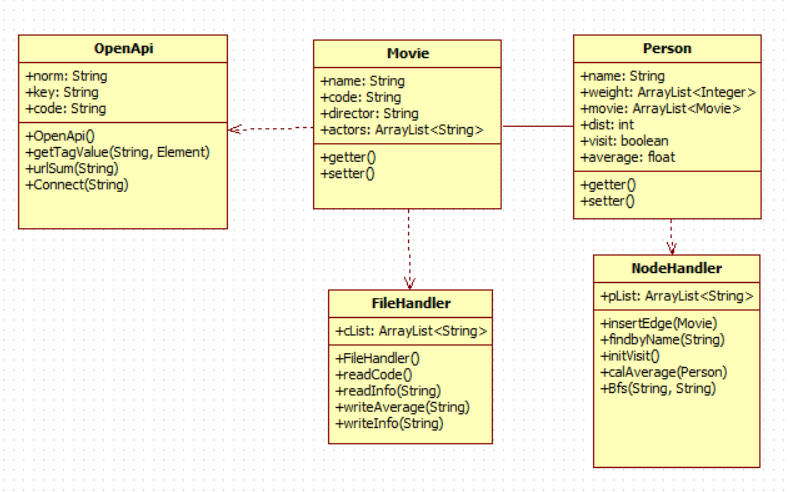 OpenApi
+norm: String
+key: String
+code: String
+OpenApi()
+getTagValue(String, Element)
+urlSum(String)
+Connect(String)
Movie
+name: String
+code: String
+director: String
+actors: ArrayList<String>
+getter()
+setter()
Person
+name: String
+weight: ArrayList<Integer>
+movie: ArrayList<Movie>
+dist: int
+visit: boolean
+average: float
+getter()
+setter()
FileHandler
+cList: ArrayList<String>
+FileHandler()
+readCode()
+readInfo(String)
+writeAverage(String)
+writeInfo(String)
NodeHandler
+pList: ArrayList<String>
+insertEdge(Movie)
+findbyName(String)
+initVisit()
+calAverage(Person)
+Bfs(String, String)